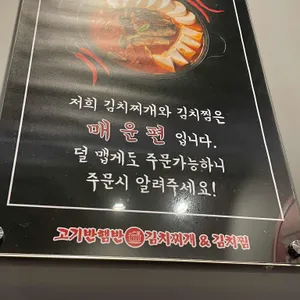 저희 김치찌개와 김치찜은
매운편 입니다.
덜 맵게도 주문가능하니
주문시 알려주세요!
고기반햄반 김치찌개 & 김치찜